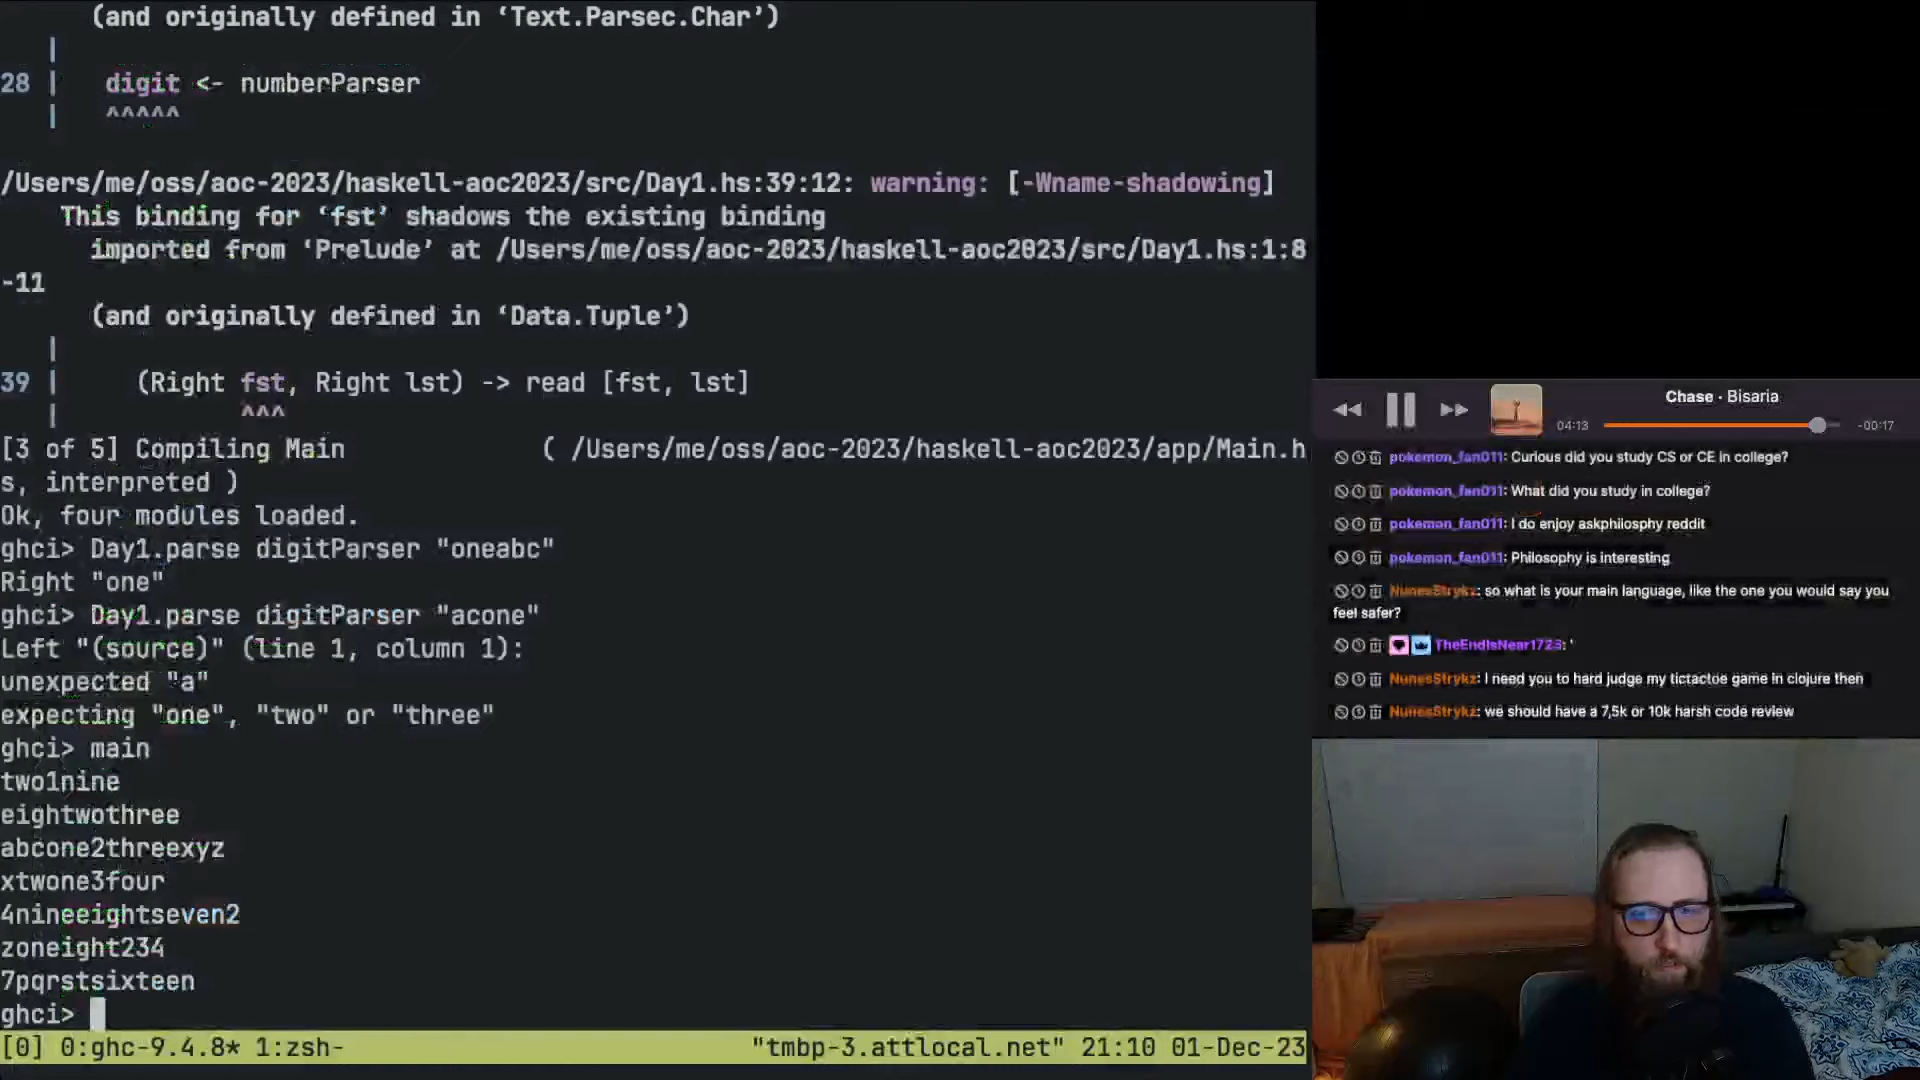 (and originally defined in ‘Text.Parsec.Char’)
|
28 | digit <- numberParser
| ^^^^^
/Users/me/oss/aoc-2023/haskell-aoc2023/src/Day1.hs:39:12: warning: [-Wname-shadowing]
This binding for ‘fst’ shadows the existing binding
imported from ‘Prelude’ at /Users/me/oss/aoc-2023/haskell-aoc2023/src/Day1.hs:1:8
-11
(and originally defined in ‘Data.Tuple’)
|
39 | (Right fst, Right lst) -> read [fst, lst]
| ^^^
[3 of 5] Compiling Main ( /Users/me/oss/aoc-2023/haskell-aoc2023/app/Main.h
s, interpreted )
Ok, four modules loaded.
ghci> Day1.parse digitParser "oneabc"
Right "one"
ghci> Day1.parse digitParser "acone"
Left "(source)" (line 1, column 1):
unexpected "a"
expecting "one", "two" or "three"
ghci> main
two1nine
eightwothree
abcone2threexyz
xtwone3four
4nineeightseven2
zoneight234
7pqrstsixteen
ghci>
[0] 0:ghc-9.4.8* 1:zsh- "tmbp-3.attlocal.net" 21:10 01-Dec-23
Chase · Bisaria
04:13 -00:17
pokemon_fan011: Curious did you study CS or CE in college?
pokemon_fan011: What did you study in college?
pokemon_fan011: I do enjoy askphilosphy reddit
pokemon_fan011: Philosophy is interesting
NunesStrykz: so what is your main language, like the one you would say you
feel safer?
TheEndIsNear1723: '
NunesStrykz: I need you to hard judge my tictactoe game in clojure then
NunesStrykz: we should have a 7,5k or 10k harsh code review